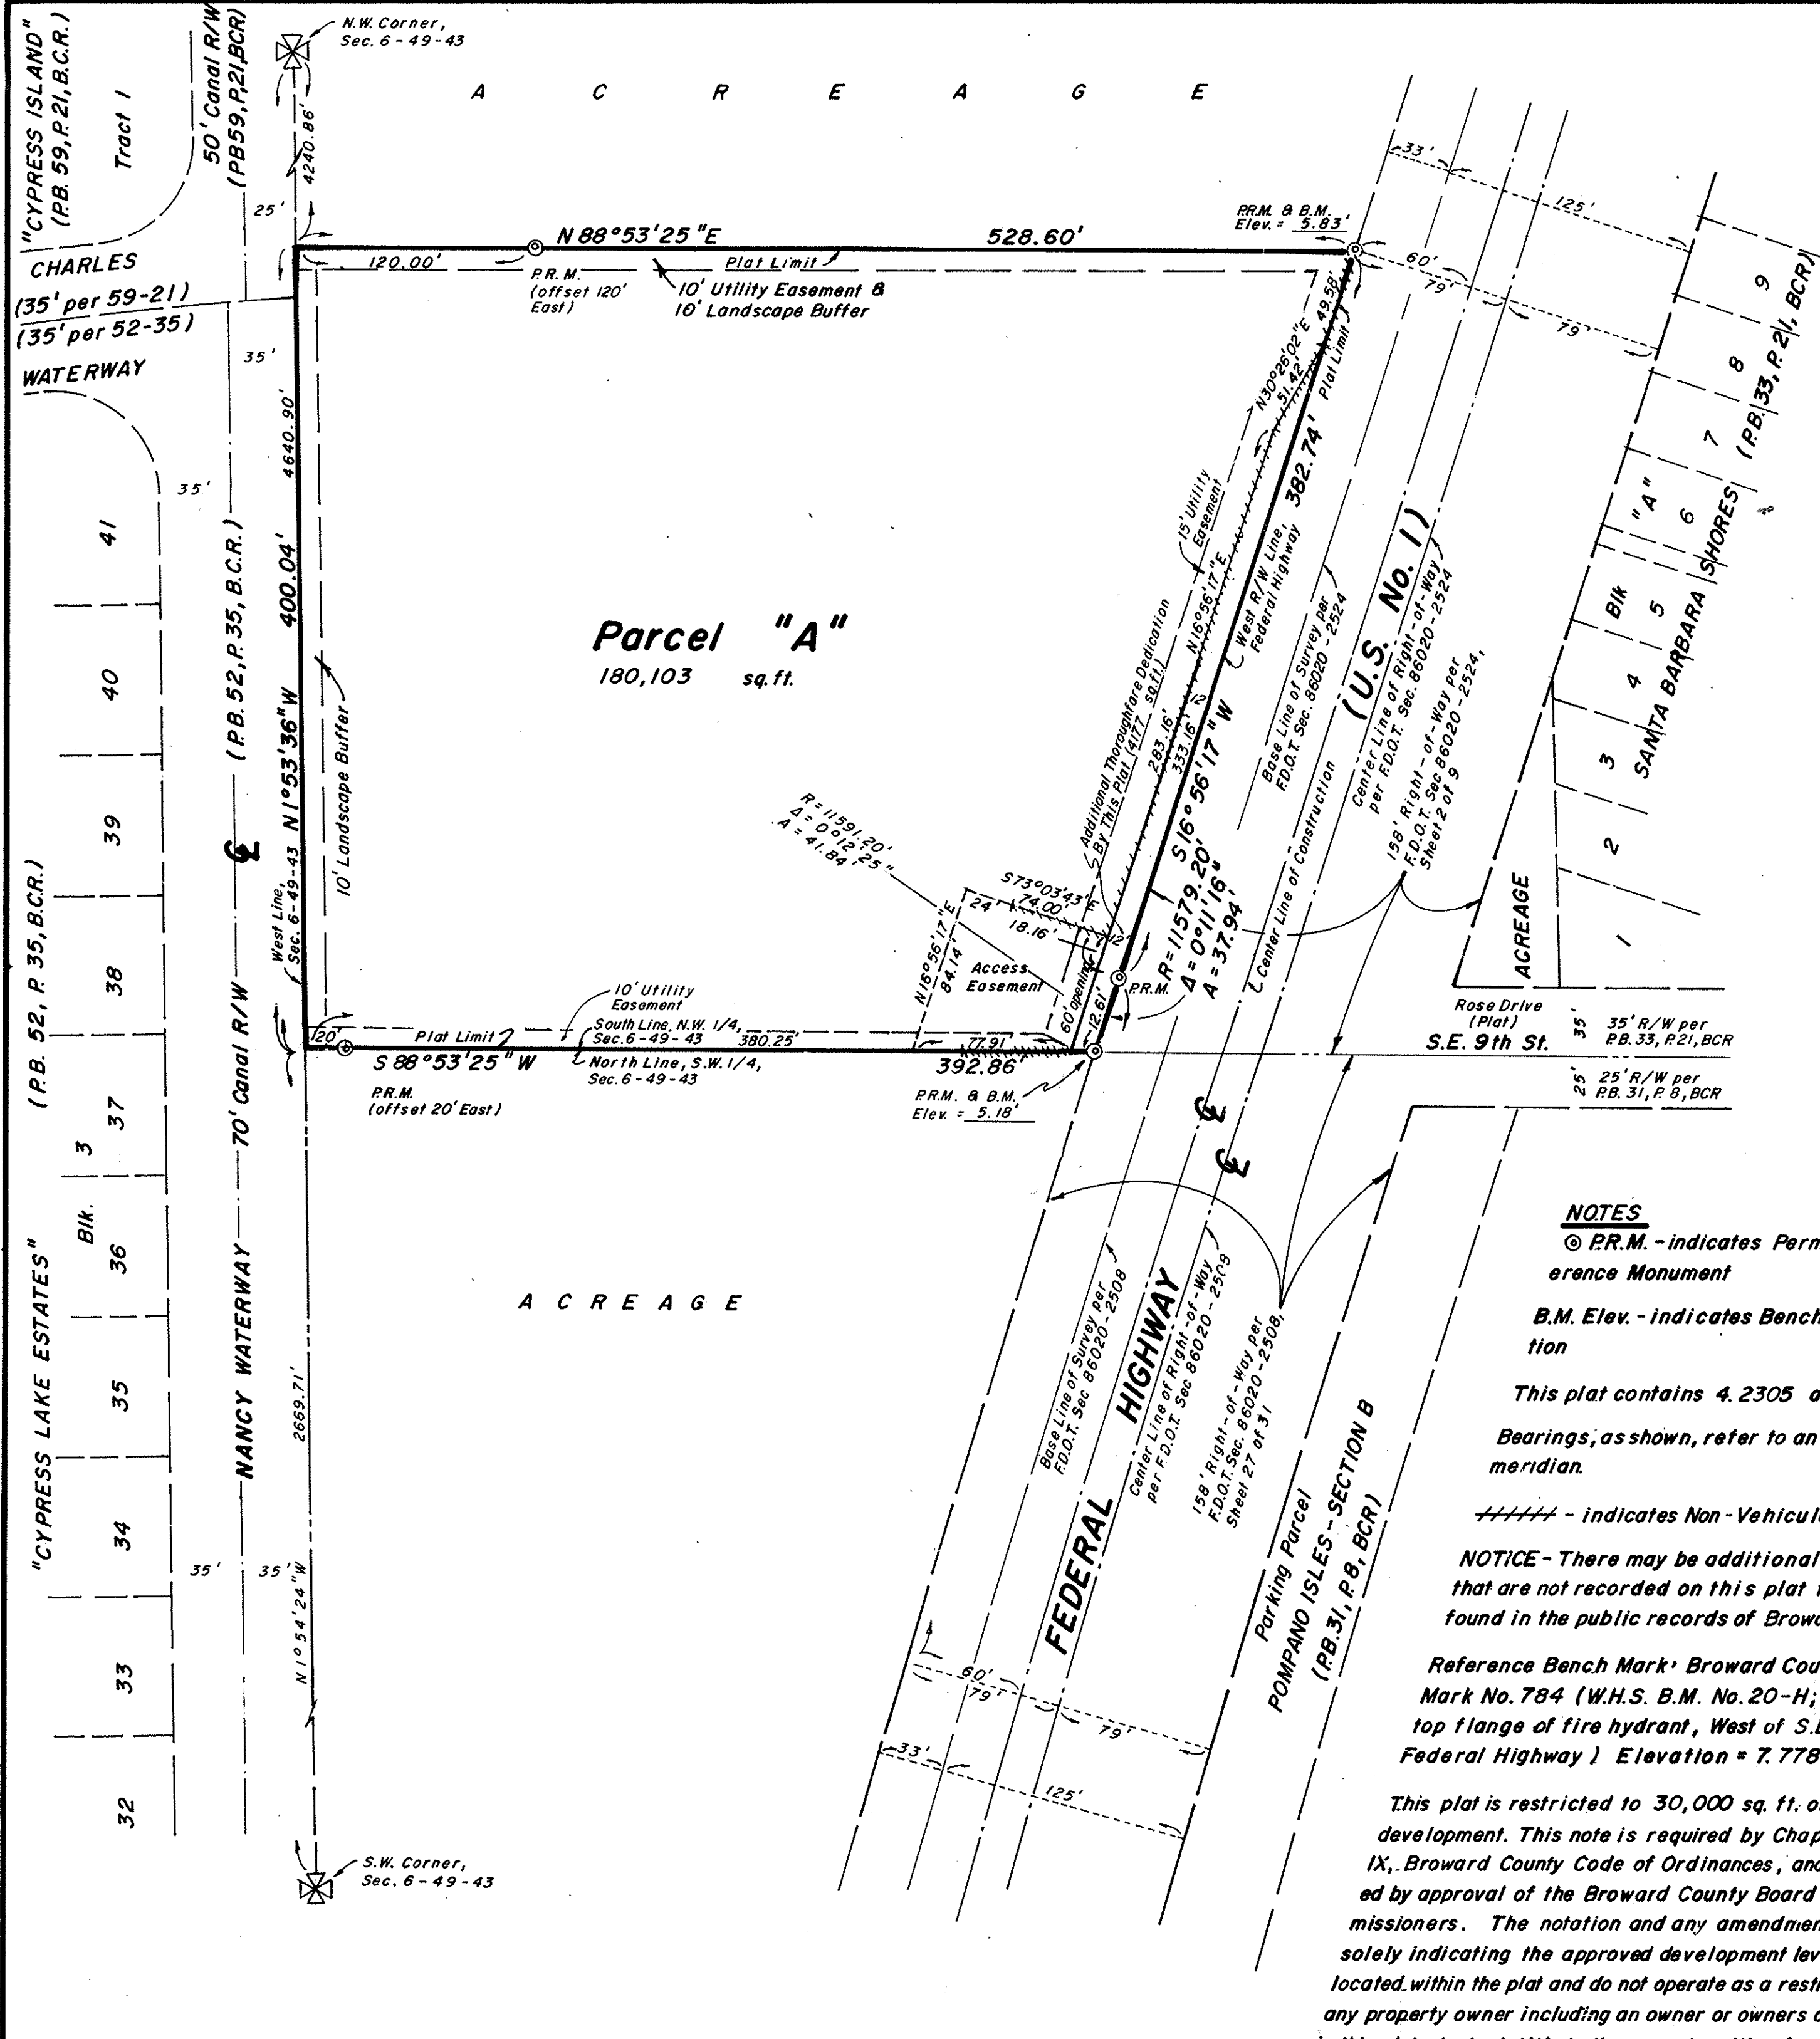 "CYPRESS ISLAND"
(P.B. 59, P. 21, B.C.R.)
Tract 1
50' Canal R/W
(PB59, P,21,BCR)
N.W. Corner,
Sec. 6-49-43
A C R E A G E
4240.86'
25'
CHARLES
(35' per 59-21)
(35' per 52-35)
WATERWAY
35'
35'
N 88°53'25"E
528.60'
P.R.M. & B.M.
Elev. = 5.83'
120.00'
Plat Limit
P.R.M.
(offset 120'
East)
10' Utility Easement &
10' Landscape Buffer
33'
125'
60'
79'
79'
49.58'
Plat Limit
N30°26'02"E
51.42'
382.74'
15' Utility
Easement
N16°56'17"E
West R/W Line,
Federal Highway
4640.90'
400.04'
N1°53'36"W
West Line,
Sec. 6-49-43
10' Landscape Buffer
Parcel "A"
180,103 sq.ft.
Additional Thoroughfare Dedication
By This Plat (4177 sq.ft.)
283.16'
333.16'
12'
S16°56'17"W
R=11579.20'
Δ=0°11'16"
A=37.94'
R=11591.20'
Δ=0°12'25"
A=41.84'
S73°03'43"E
74.00'
24'
18.16'
12'
N16°56'17"E
84.14'
Access
Easement
60' opening
12.61'
P.R.M.
Base Line of Survey per
F.D.O.T. Sec. 86020-2524
(U.S. No. 1)
Center Line of Construction
Center Line of Right-of-Way
per F.D.O.T. Sec. 86020-2524
158' Right-of-Way per
F.D.O.T. Sec 86020-2524,
Sheet 2 of 9
9
8
7
6
5
4
3
2
1
Blk "A"
SANTA BARBARA SHORES (P.B. 33, P. 21, BCR)
ACREAGE
Rose Drive
(Plat)
S.E. 9th St.
35'
35' R/W per
P.B. 33, P.21, BCR
25'
25' R/W per
P.B. 31, P. 8, BCR
120'
Plat Limit
10' Utility
Easement
South Line, N.W. 1/4,
Sec. 6-49-43
380.25'
77.91'
S 88°53'25"W
North Line, S.W. 1/4,
Sec. 6-49-43
392.86'
P.R.M.
(offset 20' East)
P.R.M. & B.M.
Elev. = 5.18'
41
40
39
38
37
36
35
34
33
32
Blk. 3
"CYPRESS LAKE ESTATES" (P.B. 52, P. 35, B.C.R.)
NANCY WATERWAY 70' Canal R/W ℄ (P.B. 52, P. 35, B.C.R.)
35'
35'
2669.71'
N1°54'24"W
S.W. Corner,
Sec. 6-49-43
A C R E A G E
℄
℄
Base Line of Survey per
F.D.O.T. Sec 86020-2508
FEDERAL HIGHWAY
Center Line of Right-of-Way
per F.D.O.T. Sec 86020-2508
158' Right-of-Way per
F.D.O.T. Sec. 86020-2508,
Sheet 27 of 31
Parking Parcel
POMPANO ISLES-SECTION B
(P.B.31, P.8, BCR)
60'
79'
79'
33'
125'
NOTES
P.R.M. - indicates Perm
erence Monument
B.M. Elev. - indicates Bench
tion
This plat contains 4.2305 a
Bearings, as shown, refer to an
meridian.
- indicates Non-Vehicul
NOTICE - There may be additional
that are not recorded on this plat
found in the public records of Browa
Reference Bench Mark: Broward Cou
Mark No. 784 (W.H.S. B.M. No. 20-H;
top flange of fire hydrant, West of S.
Federal Highway) Elevation = 7.778
This plat is restricted to 30,000 sq. ft. o
development. This note is required by Chap
IX, Broward County Code of Ordinances, and
ed by approval of the Broward County Board
missioners. The notation and any amendmen
solely indicating the approved development lev
located within the plat and do not operate as a restr
any property owner including an owner or owners o